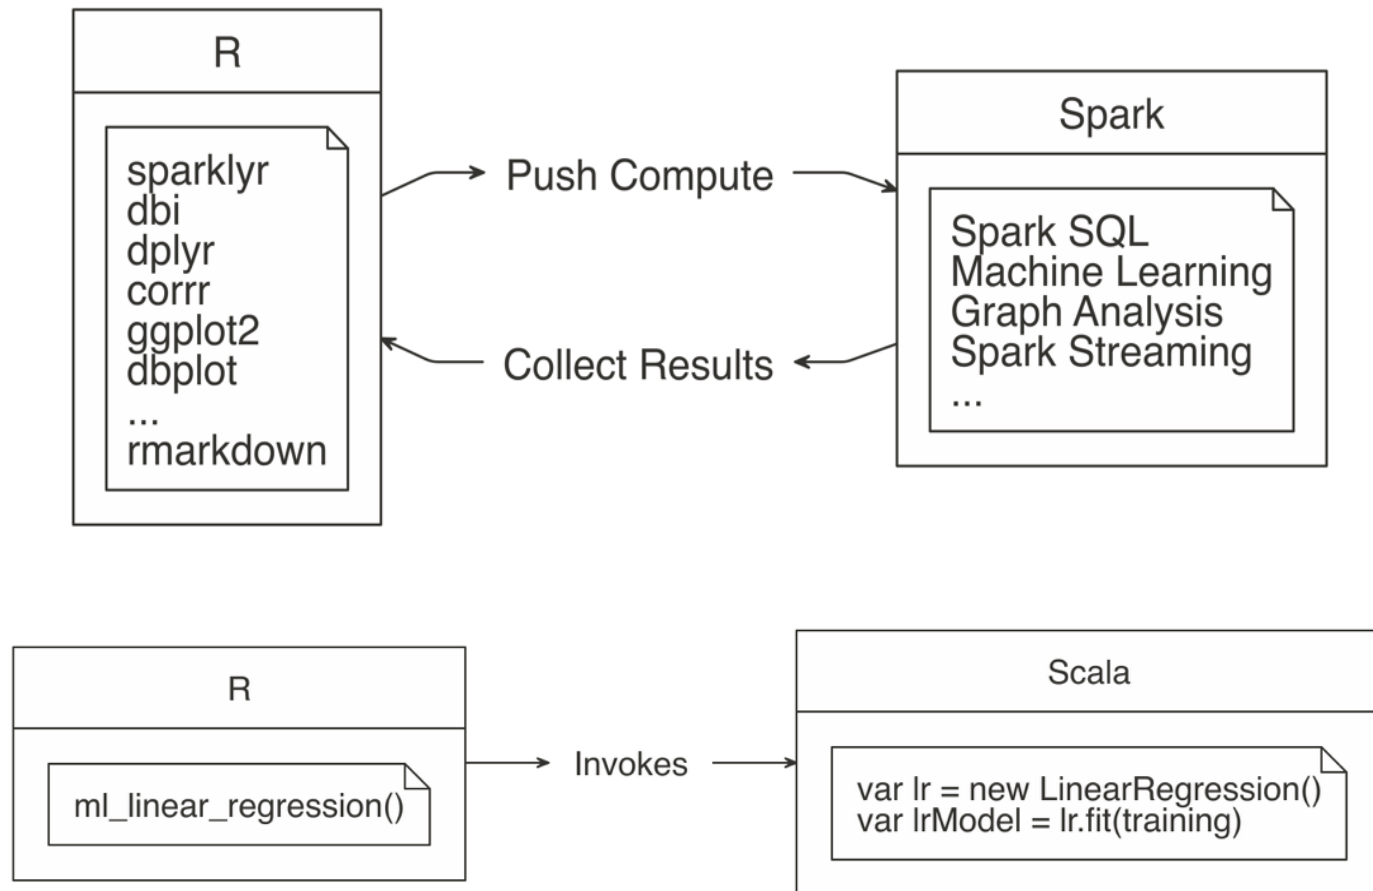 R
sparklyr
dbi
dplyr
corrr
ggplot2
dbplot
...
rmarkdown
Push Compute
Collect Results
Spark
Spark SQL
Machine Learning
Graph Analysis
Spark Streaming
...
R
ml_linear_regression()
Invokes
Scala
var lr = new LinearRegression()
var lrModel = lr.fit(training)